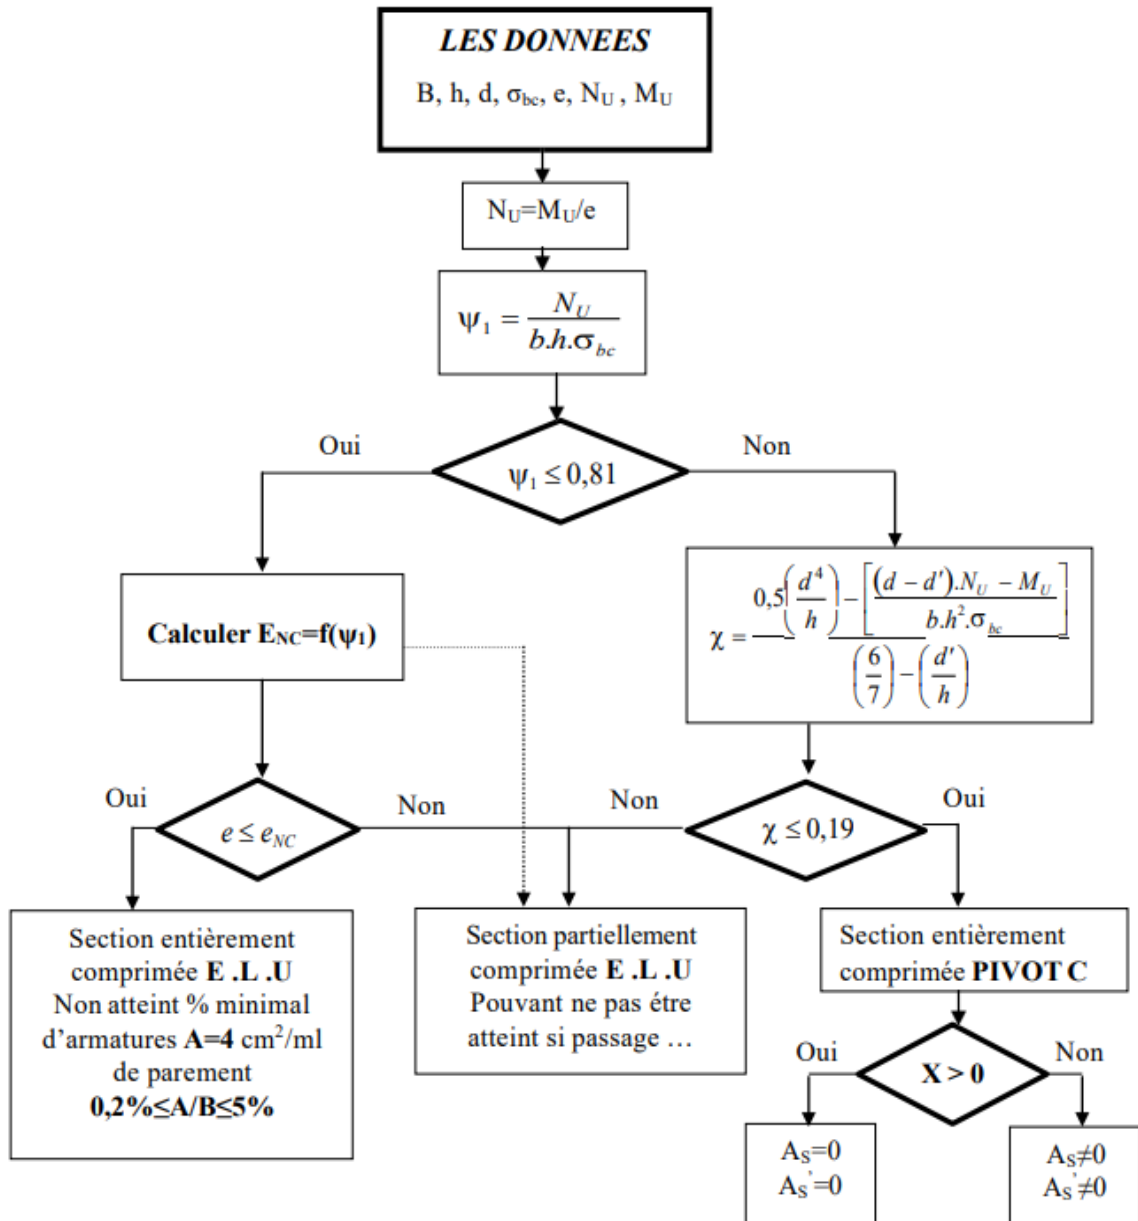 LES DONNEES
B, h, d, σbc, e, NU , MU
NU=MU/e
ψ1 = NU / b.h.σbc
Oui
Non
ψ1 ≤ 0,81
Calculer ENC=f(ψ1)
χ = 0,5(d⁴/h) − [(d − d').NU − MU / b.h².σbc] / (6/7) − (d'/h)
Oui
Non
Non
Oui
e ≤ eNC
χ ≤ 0,19
Section entièrement
comprimée E .L .U
Non atteint % minimal
d'armatures A=4 cm²/ml
de parement
0,2%≤A/B≤5%
Section partiellement
comprimée E .L .U
Pouvant ne pas étre
atteint si passage …
Section entièrement
comprimée PIVOT C
Oui
Non
X > 0
AS=0
AS'=0
AS≠0
AS'≠0